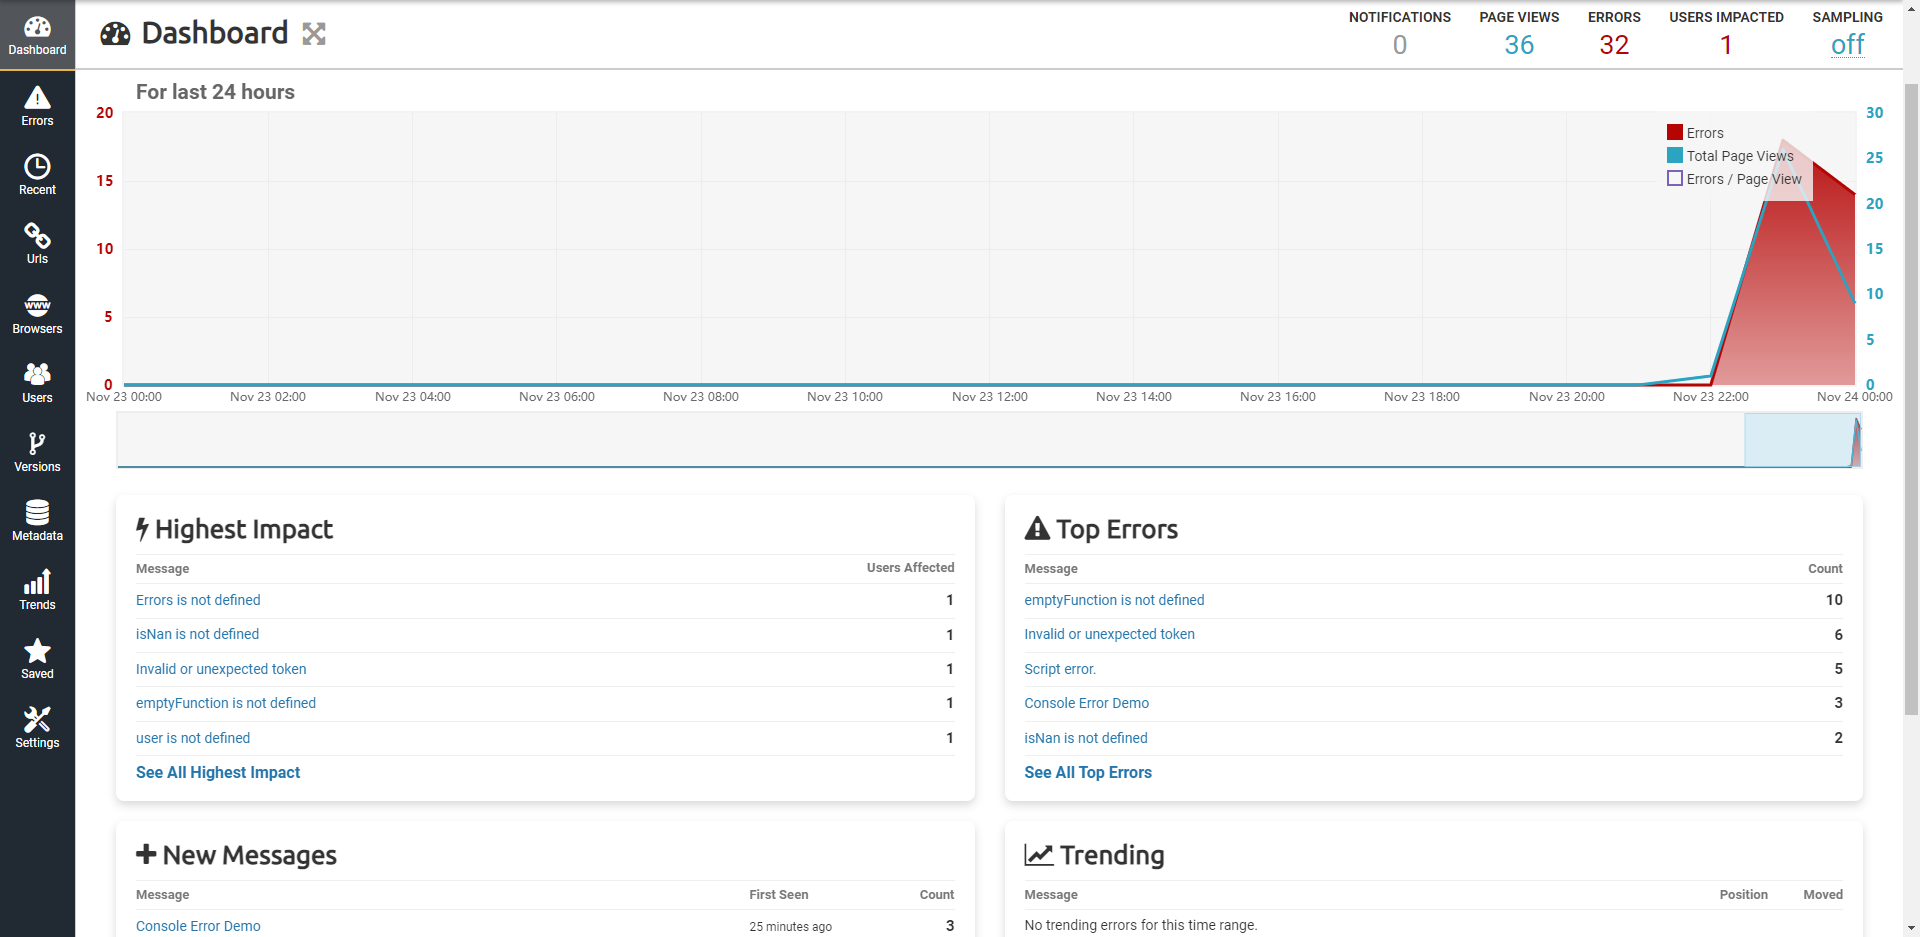 Dashboard
Errors
Recent
Urls
www
Browsers
Users
Versions
Metadata
Trends
Saved
Settings
Dashboard
NOTIFICATIONS
0
PAGE VIEWS
36
ERRORS
32
USERS IMPACTED
1
SAMPLING
off
For last 24 hours
20
15
10
5
0
30
25
20
15
10
5
0
Errors
Total Page Views
Errors / Page View
Nov 23 00:00 Nov 23 02:00 Nov 23 04:00 Nov 23 06:00 Nov 23 08:00 Nov 23 10:00 Nov 23 12:00 Nov 23 14:00 Nov 23 16:00 Nov 23 18:00 Nov 23 20:00 Nov 23 22:00 Nov 24 00:00
Highest Impact
Message Users Affected
Errors is not defined 1
isNan is not defined 1
Invalid or unexpected token 1
emptyFunction is not defined 1
user is not defined 1
See All Highest Impact
Top Errors
Message Count
emptyFunction is not defined 10
Invalid or unexpected token 6
Script error. 5
Console Error Demo 3
isNan is not defined 2
See All Top Errors
New Messages
Message First Seen Count
Console Error Demo 25 minutes ago 3
Trending
Message Position Moved
No trending errors for this time range.